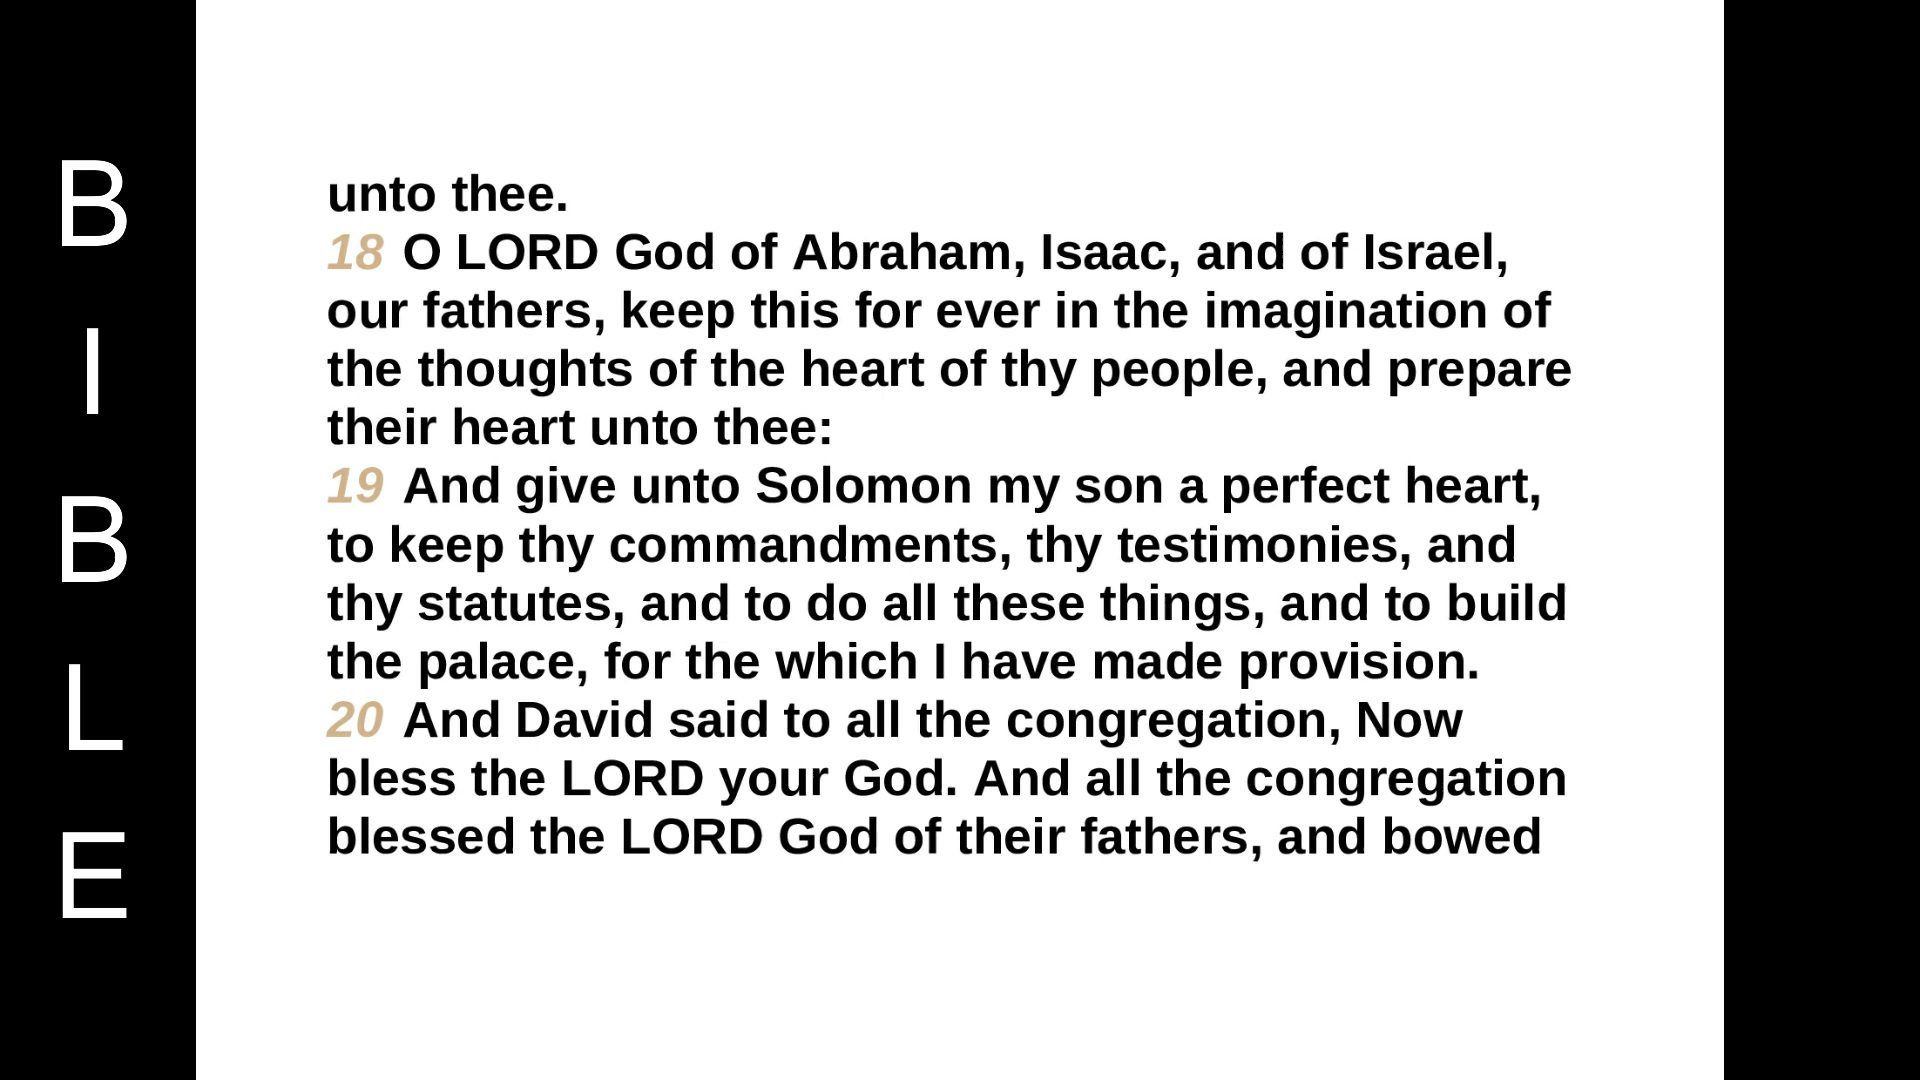 BIBLE
unto thee.
18 O LORD God of Abraham, Isaac, and of Israel,
our fathers, keep this for ever in the imagination of
the thoughts of the heart of thy people, and prepare
their heart unto thee:
19 And give unto Solomon my son a perfect heart,
to keep thy commandments, thy testimonies, and
thy statutes, and to do all these things, and to build
the palace, for the which I have made provision.
20 And David said to all the congregation, Now
bless the LORD your God. And all the congregation
blessed the LORD God of their fathers, and bowed